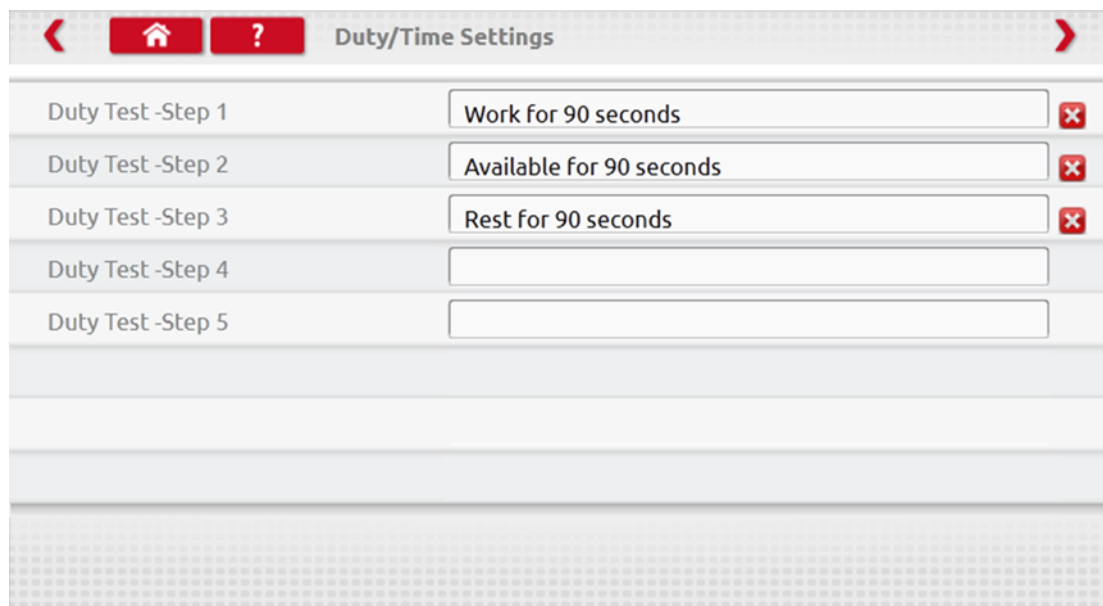 ? Duty/Time Settings
Duty Test -Step 1 Work for 90 seconds
Duty Test -Step 2 Available for 90 seconds
Duty Test -Step 3 Rest for 90 seconds
Duty Test -Step 4
Duty Test -Step 5